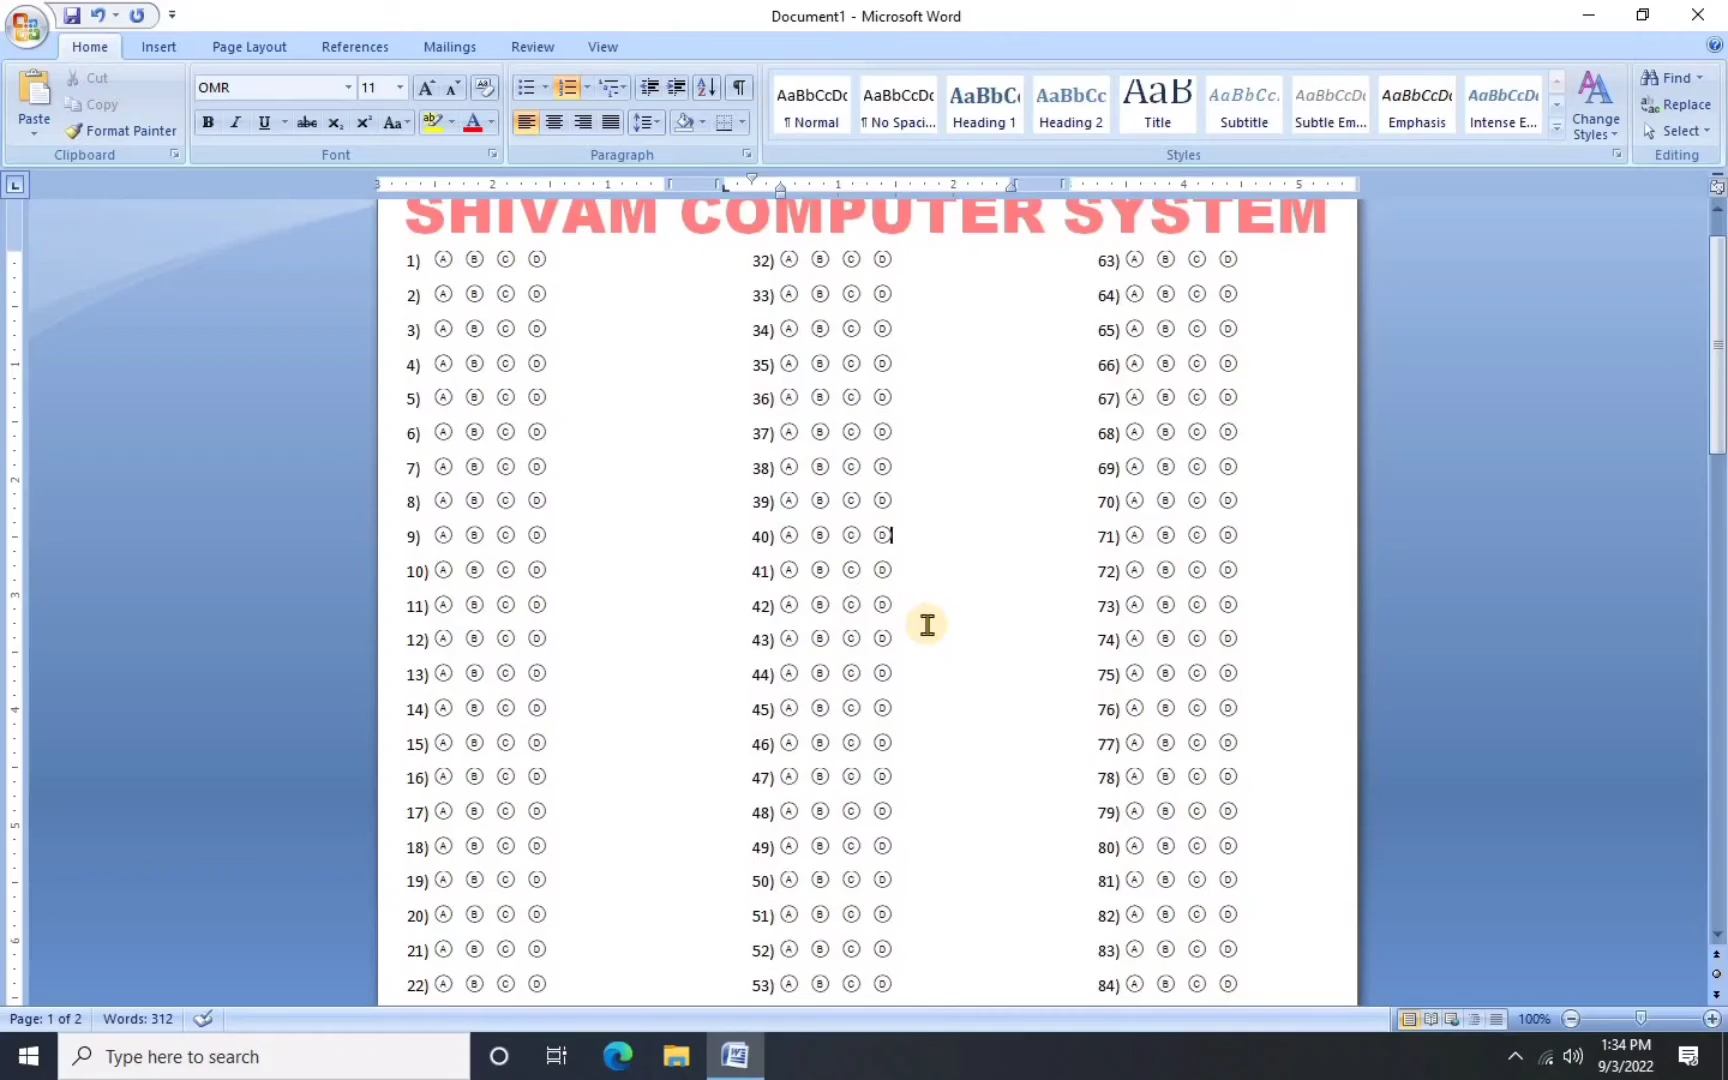 Document1 - Microsoft Word
Home Insert Page Layout References Mailings Review View
Paste
Cut
Copy
Format Painter
Clipboard
OMR 11
Font
Paragraph
AaBbCcDc AaBbCcDc AaBbC AaBbCc AaB AaBbCc. AaBbCcDc AaBbCcDc AaBbCcDc
¶ Normal ¶ No Spaci... Heading 1 Heading 2 Title Subtitle Subtle Em... Emphasis Intense E...
Change Styles
Styles
Find
Replace
Select
Editing
3 2 1 1 2 4 5
SHIVAM COMPUTER SYSTEM
1) A B C D 32) A B C D 63) A B C D
2) A B C D 33) A B C D 64) A B C D
3) A B C D 34) A B C D 65) A B C D
4) A B C D 35) A B C D 66) A B C D
5) A B C D 36) A B C D 67) A B C D
6) A B C D 37) A B C D 68) A B C D
7) A B C D 38) A B C D 69) A B C D
8) A B C D 39) A B C D 70) A B C D
9) A B C D 40) A B C D 71) A B C D
10) A B C D 41) A B C D 72) A B C D
11) A B C D 42) A B C D 73) A B C D
12) A B C D 43) A B C D 74) A B C D
13) A B C D 44) A B C D 75) A B C D
14) A B C D 45) A B C D 76) A B C D
15) A B C D 46) A B C D 77) A B C D
16) A B C D 47) A B C D 78) A B C D
17) A B C D 48) A B C D 79) A B C D
18) A B C D 49) A B C D 80) A B C D
19) A B C D 50) A B C D 81) A B C D
20) A B C D 51) A B C D 82) A B C D
21) A B C D 52) A B C D 83) A B C D
22) A B C D 53) A B C D 84) A B C D
Page: 1 of 2 Words: 312 100%
Type here to search
1:34 PM
9/3/2022